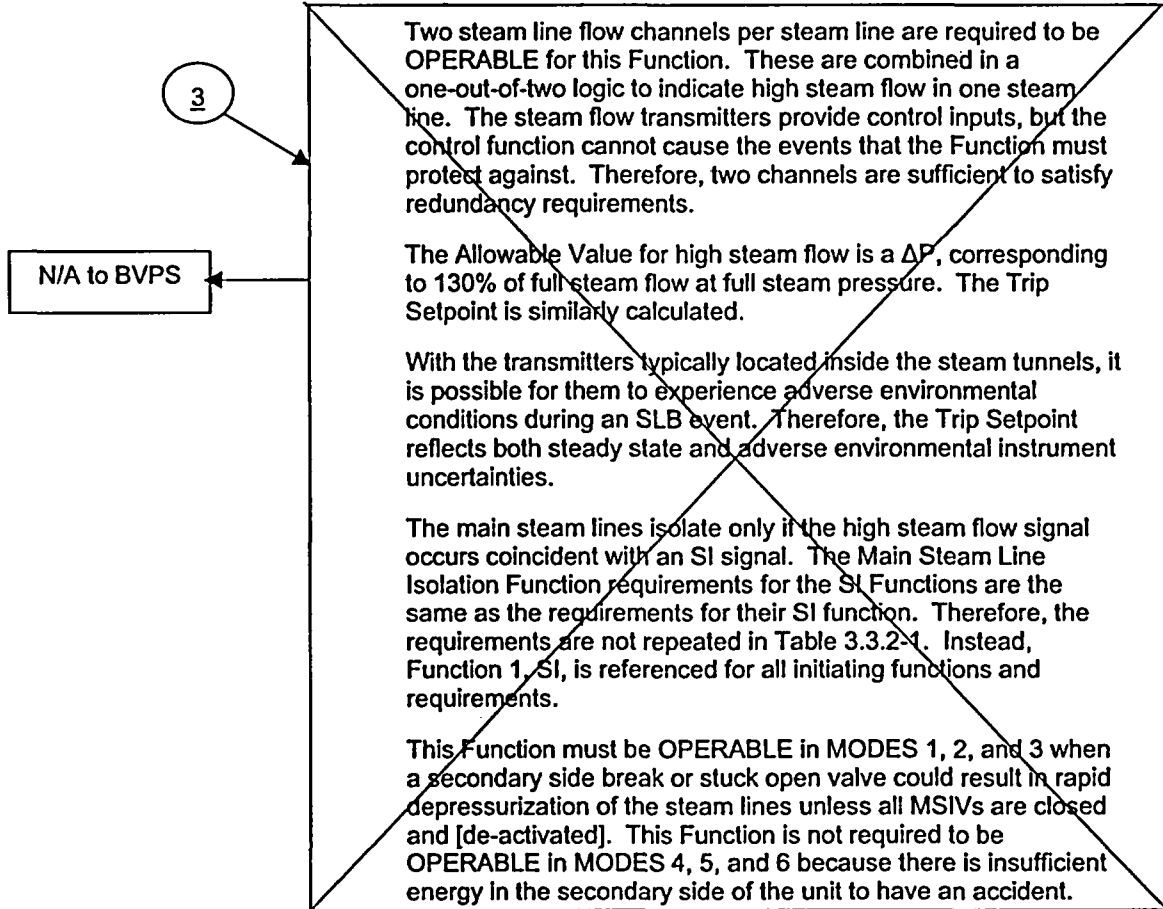 Two steam line flow channels per steam line are required to be
OPERABLE for this Function. These are combined in a
one-out-of-two logic to indicate high steam flow in one steam
line. The steam flow transmitters provide control inputs, but the
control function cannot cause the events that the Function must
protect against. Therefore, two channels are sufficient to satisfy
redundancy requirements.
3
The Allowable Value for high steam flow is a ΔP, corresponding
to 130% of full steam flow at full steam pressure. The Trip
Setpoint is similarly calculated.
N/A to BVPS
With the transmitters typically located inside the steam tunnels, it
is possible for them to experience adverse environmental
conditions during an SLB event. Therefore, the Trip Setpoint
reflects both steady state and adverse environmental instrument
uncertainties.
The main steam lines isolate only if the high steam flow signal
occurs coincident with an SI signal. The Main Steam Line
Isolation Function requirements for the SI Functions are the
same as the requirements for their SI function. Therefore, the
requirements are not repeated in Table 3.3.2-1. Instead,
Function 1, SI, is referenced for all initiating functions and
requirements.
This Function must be OPERABLE in MODES 1, 2, and 3 when
a secondary side break or stuck open valve could result in rapid
depressurization of the steam lines unless all MSIVs are closed
and [de-activated]. This Function is not required to be
OPERABLE in MODES 4, 5, and 6 because there is insufficient
energy in the secondary side of the unit to have an accident.